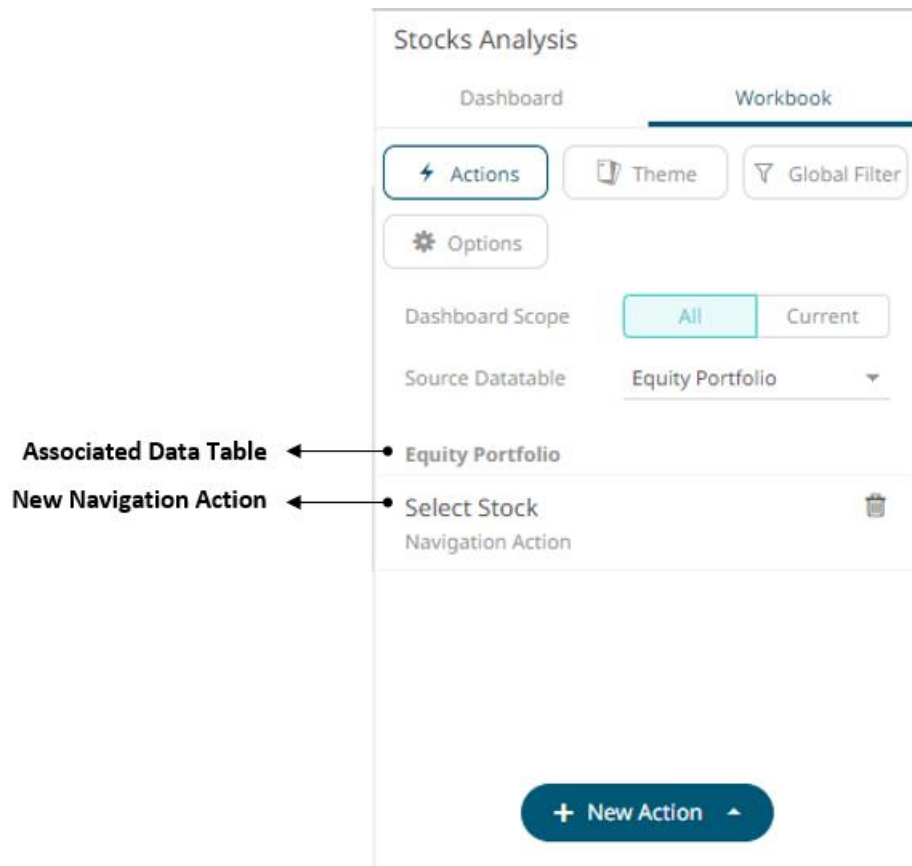 Stocks Analysis
Dashboard Workbook
Actions Theme Global Filter
Options
Dashboard Scope All Current
Source Datatable Equity Portfolio
Associated Data Table Equity Portfolio
New Navigation Action Select Stock
Navigation Action
+ New Action